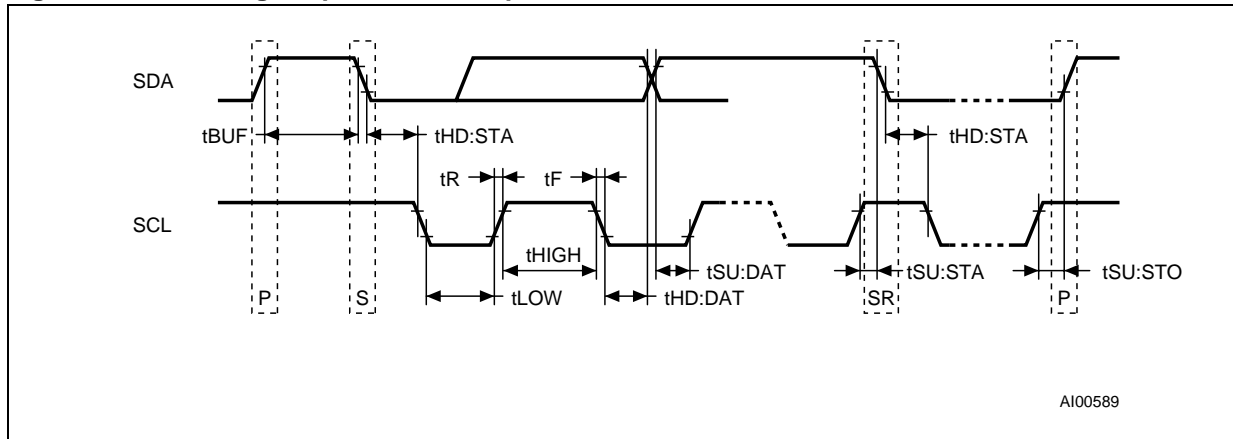 SDA
tBUF
tHD:STA
tHD:STA
tR
tF
SCL
tHIGH
tSU:DAT
tSU:STA
tSU:STO
P
S
tLOW
tHD:DAT
SR
P
AI00589